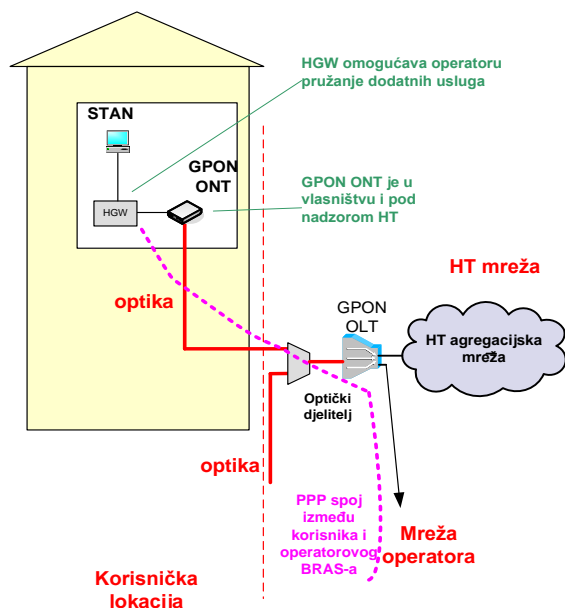 HGW omogućava operatoru
pružanje dodatnih usluga
STAN
GPON
ONT
HGW
GPON ONT je u
vlasništvu i pod
nadzorom HT
HT mreža
optika
GPON
OLT
HT agregacijska
mreža
Optički
djelitelj
optika
PPP spoj
između
korisnika i
operatorovog
BRAS-a
Mreža
operatora
Korisnička
lokacija